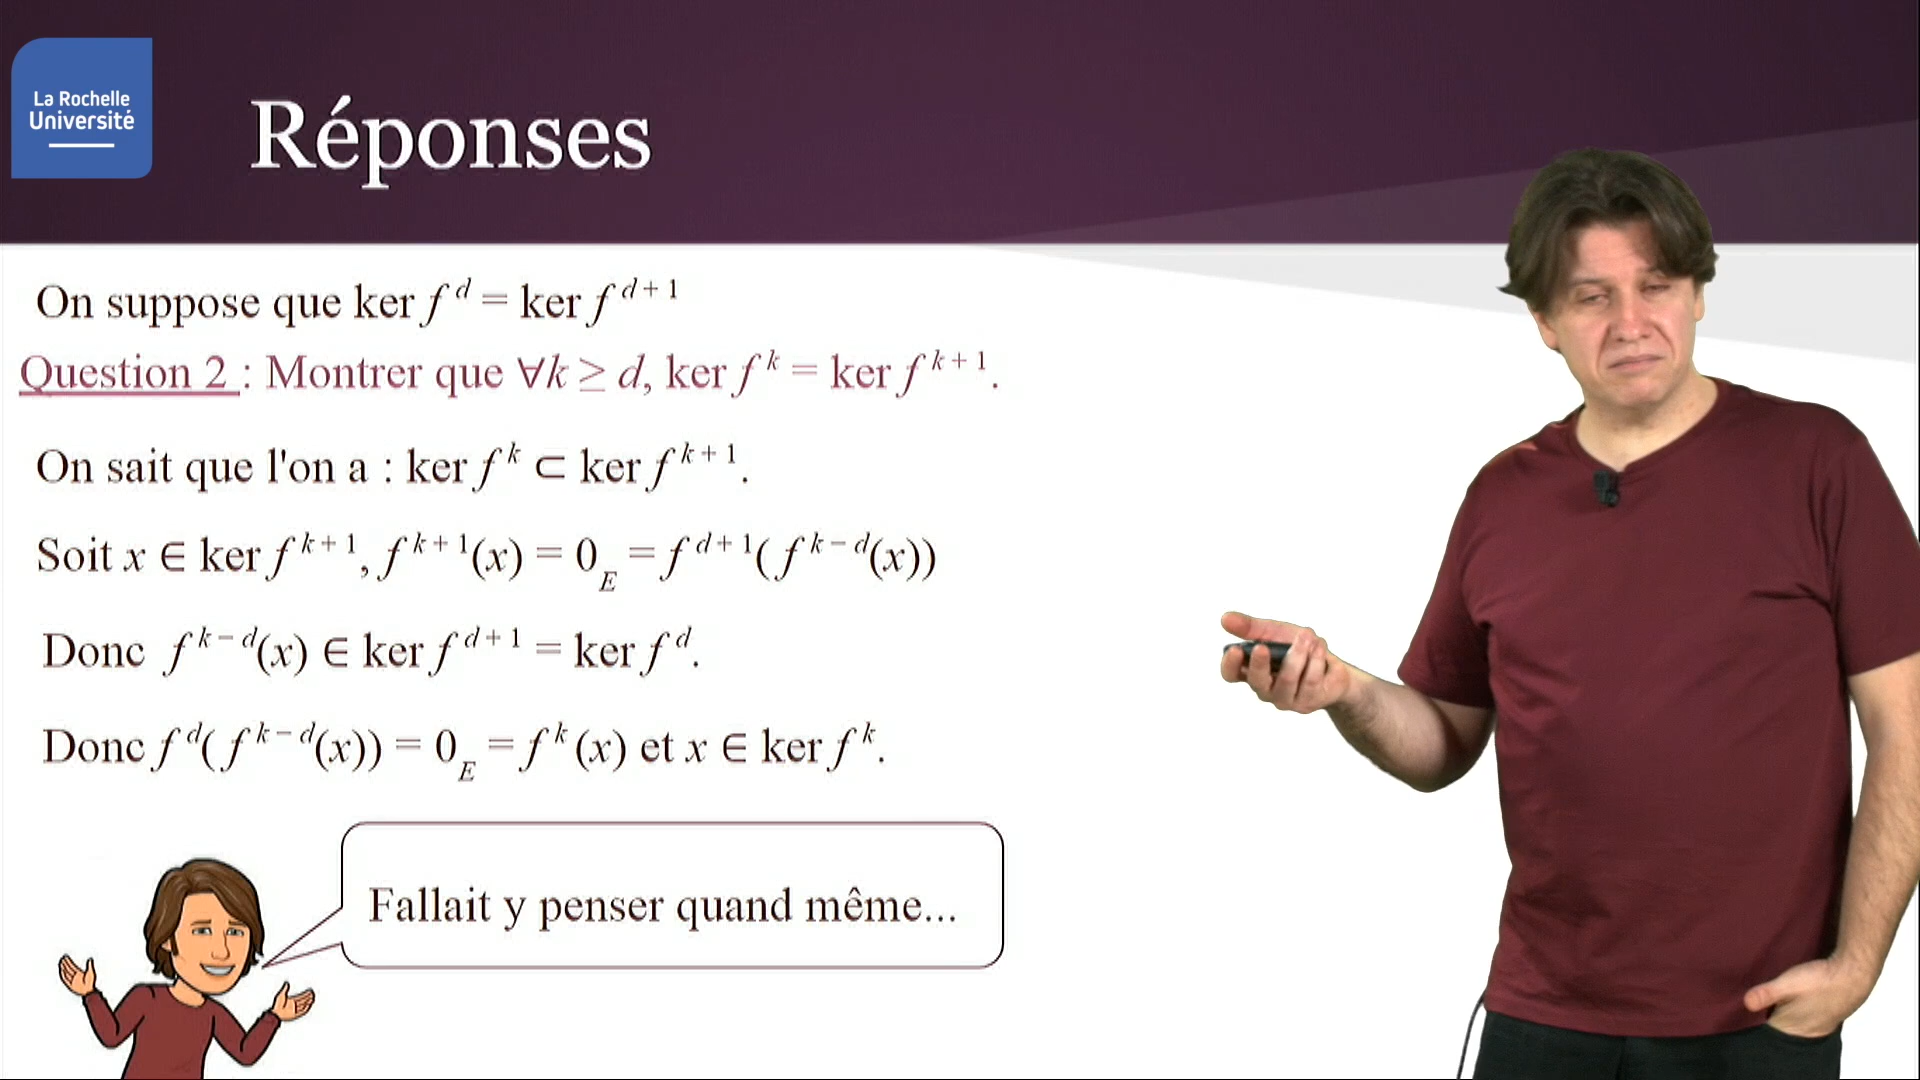 La Rochelle
Université
Réponses
On suppose que ker f^d = ker f^{d+1}
Question 2 : Montrer que ∀k ≥ d, ker f^k = ker f^{k+1}.
On sait que l'on a : ker f^k ⊂ ker f^{k+1}.
Soit x ∈ ker f^{k+1}, f^{k+1}(x) = 0_E = f^{d+1}(f^{k-d}(x))
Donc f^{k-d}(x) ∈ ker f^{d+1} = ker f^d.
Donc f^d(f^{k-d}(x)) = 0_E = f^k(x) et x ∈ ker f^k.
Fallait y penser quand même...